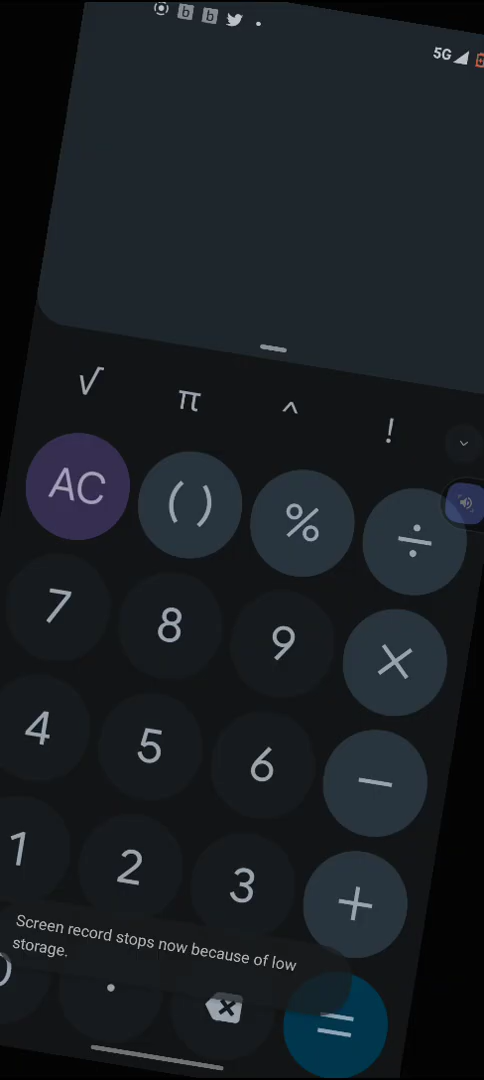 5G
√ π ^ !
AC ( ) % ÷
7 8 9 ×
4 5 6 −
1 2 3 +
Screen record stops now because of low
storage.
0 . =